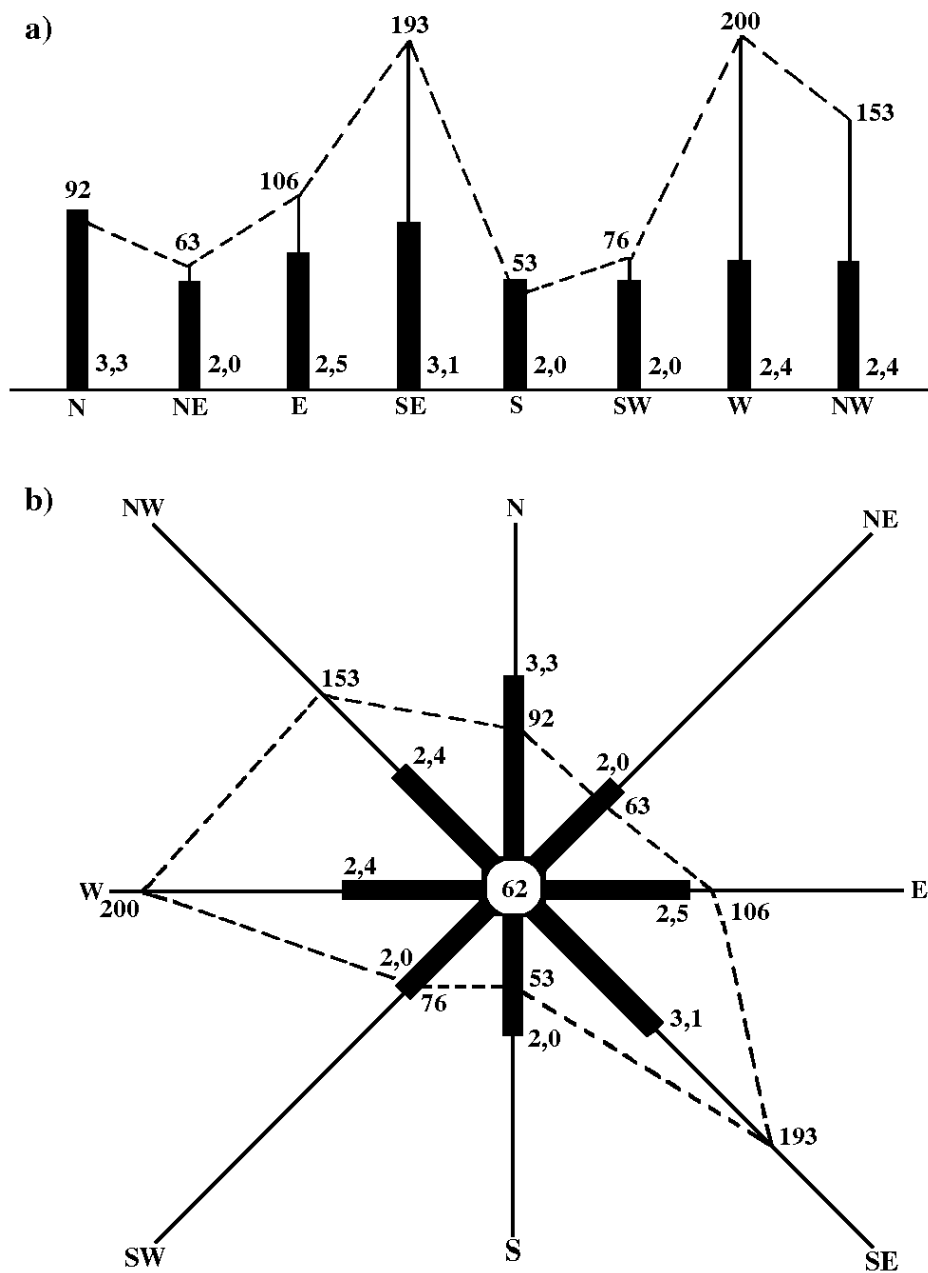 a)
92 63 106 193 53 76 200 153
3,3 2,0 2,5 3,1 2,0 2,0 2,4 2,4
N NE E SE S SW W NW
b)
NW N NE
153 3,3
92
2,4 2,0
63
W 2,4 62 E
200 2,5 106
2,0 53
76 3,1
2,0
193
SW S SE